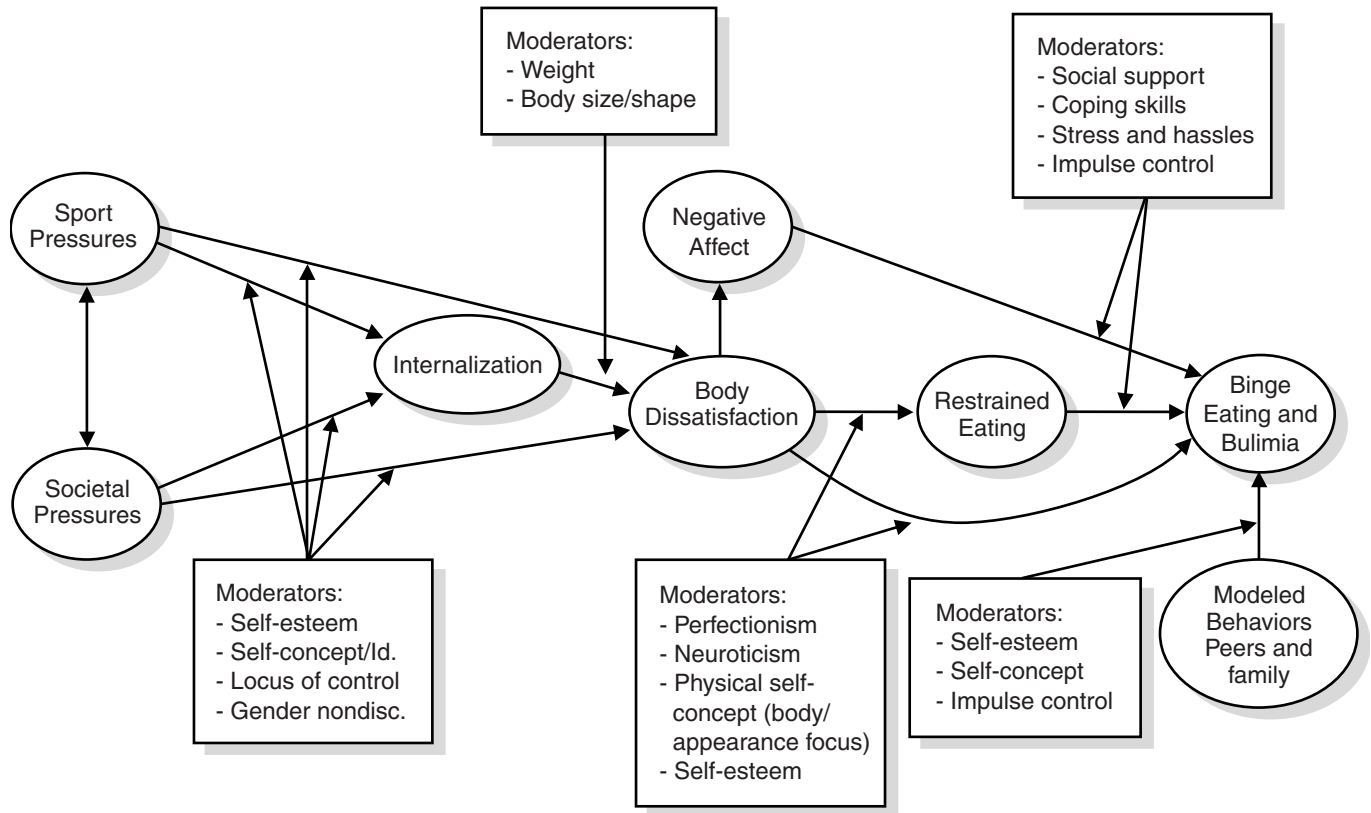 Moderators:
- Weight
- Body size/shape
Moderators:
- Social support
- Coping skills
- Stress and hassles
- Impulse control
Sport
Pressures
Negative
Affect
Internalization
Body
Dissatisfaction
Restrained
Eating
Binge
Eating and
Bulimia
Societal
Pressures
Moderators:
- Self-esteem
- Self-concept/Id.
- Locus of control
- Gender nondisc.
Moderators:
- Perfectionism
- Neuroticism
- Physical self-
concept (body/
appearance focus)
- Self-esteem
Moderators:
- Self-esteem
- Self-concept
- Impulse control
Modeled
Behaviors
Peers and
family